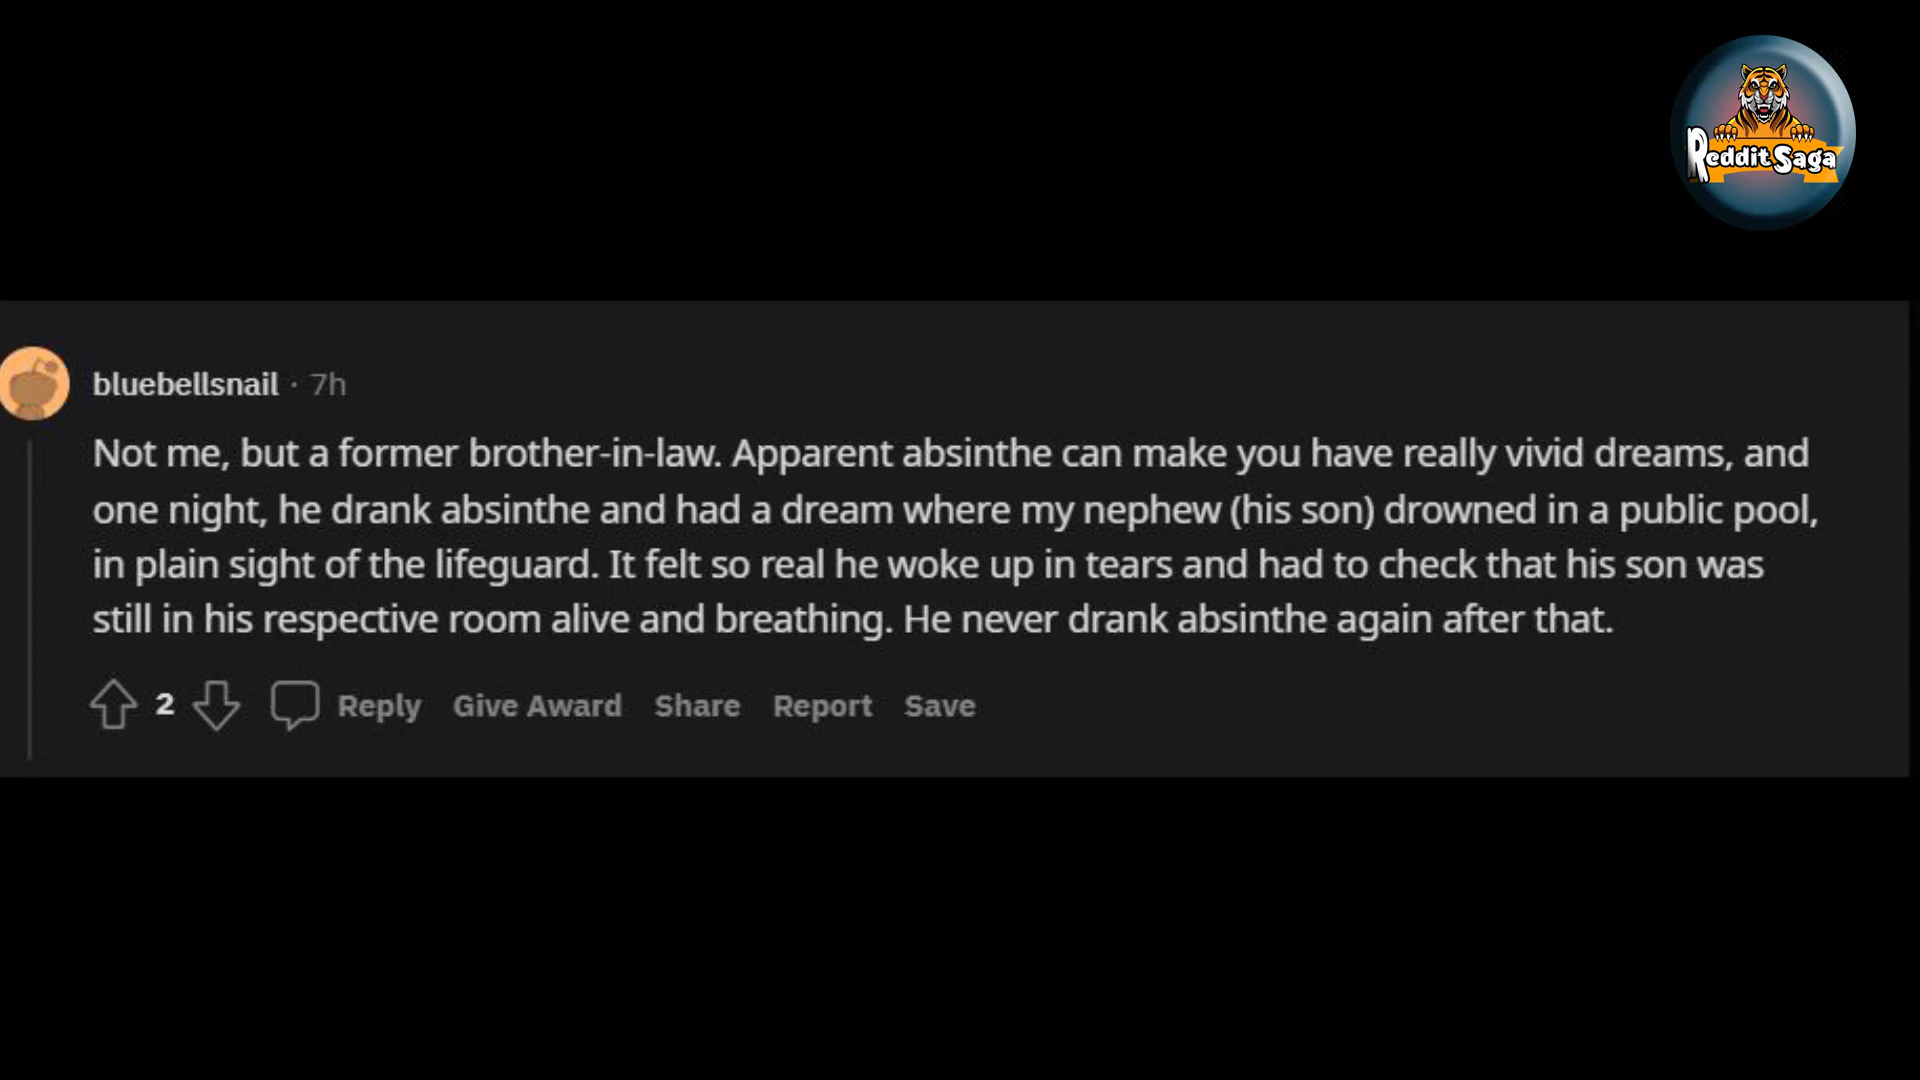 Reddit Saga
bluebellsnail · 7h
Not me, but a former brother-in-law. Apparent absinthe can make you have really vivid dreams, and
one night, he drank absinthe and had a dream where my nephew (his son) drowned in a public pool,
in plain sight of the lifeguard. It felt so real he woke up in tears and had to check that his son was
still in his respective room alive and breathing. He never drank absinthe again after that.
2 Reply Give Award Share Report Save